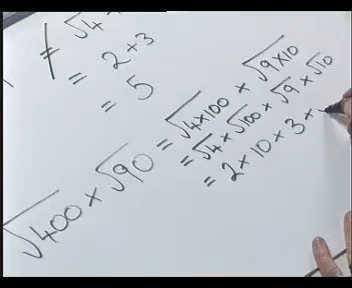 = √4 +
= 2 + 3
= 5
√400 × √90 = √4×100 × √9×10
= √4 × √100 × √9 × √10
= 2 × 10 × 3 ×